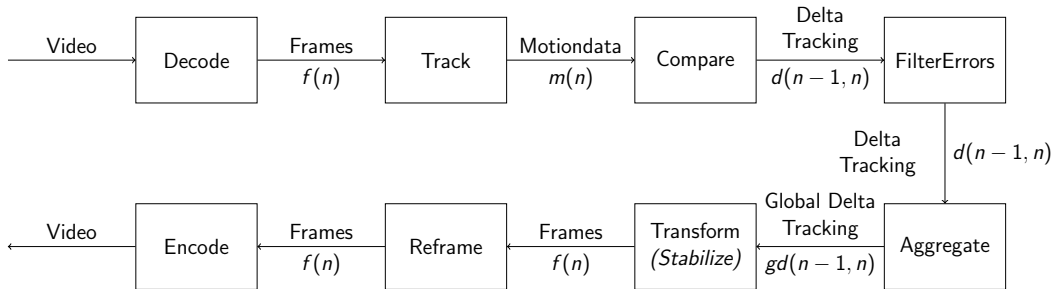 Video
Decode
Frames
f(n)
Track
Motiondata
m(n)
Compare
Delta
Tracking
d(n − 1, n)
FilterErrors
Delta
Tracking
d(n − 1, n)
Aggregate
Global Delta
Tracking
gd(n − 1, n)
Transform
(Stabilize)
Frames
f(n)
Reframe
Frames
f(n)
Encode
Video